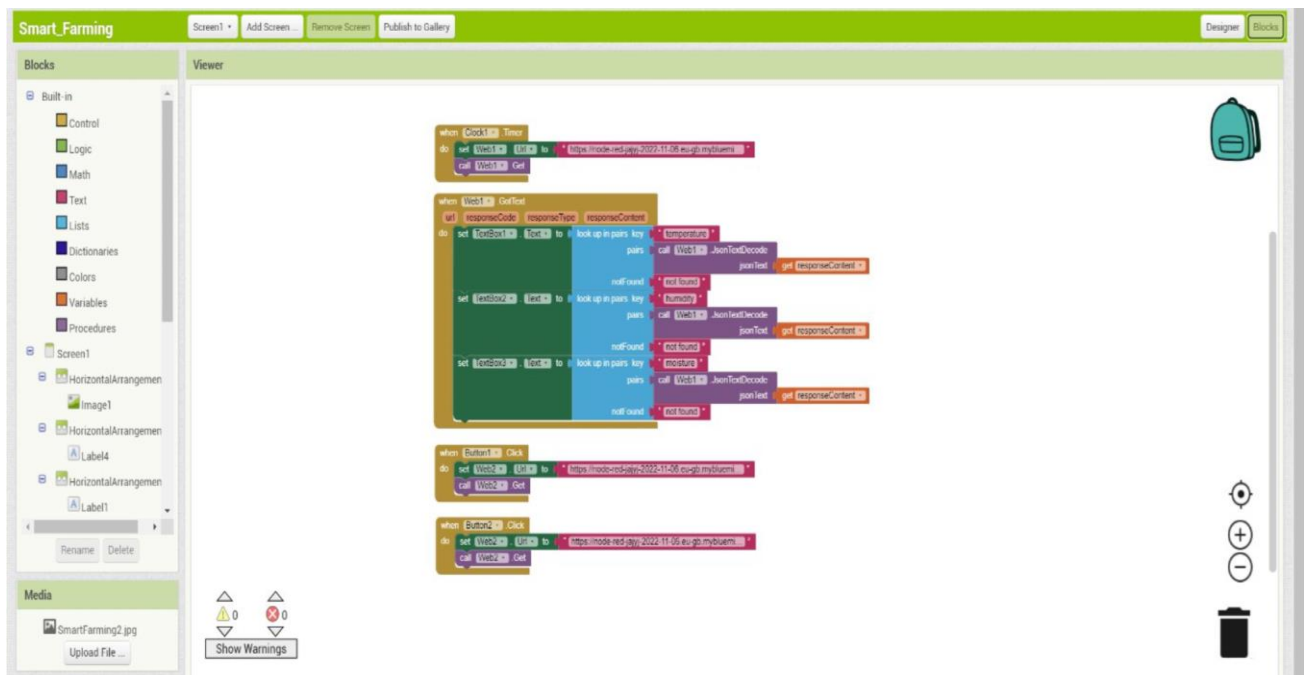 Smart_Farming
Screen1 Add Screen ... Remove Screen Publish to Gallery
Designer Blocks
Blocks
Viewer
Built-in
Control
Logic
Math
Text
Lists
Dictionaries
Colors
Variables
Procedures
Screen1
HorizontalArrangemen
Image1
HorizontalArrangemen
Label4
HorizontalArrangemen
Label1
Rename Delete
Media
SmartFarming2.jpg
Upload File ...
when Clock1 .Timer
do set Web1 . Url to "
call Web1 .Get
when Web1 .GotText
url responseCode responseType responseContent
do set TextBox1 . Text to look up in pairs key " temperature "
pairs call Web1 .JsonTextDecode
jsonText get responseContent
notFound " not found "
set TextBox2 . Text to look up in pairs key " humidity "
pairs call Web1 .JsonTextDecode
jsonText get responseContent
notFound " not found "
set TextBox3 . Text to look up in pairs key " moisture "
pairs call Web1 .JsonTextDecode
jsonText get responseContent
notFound " not found "
when Button1 .Click
do set Web2 . Url to "
call Web2 .Get
when Button2 .Click
do set Web2 . Url to "
call Web2 .Get
0 0
Show Warnings